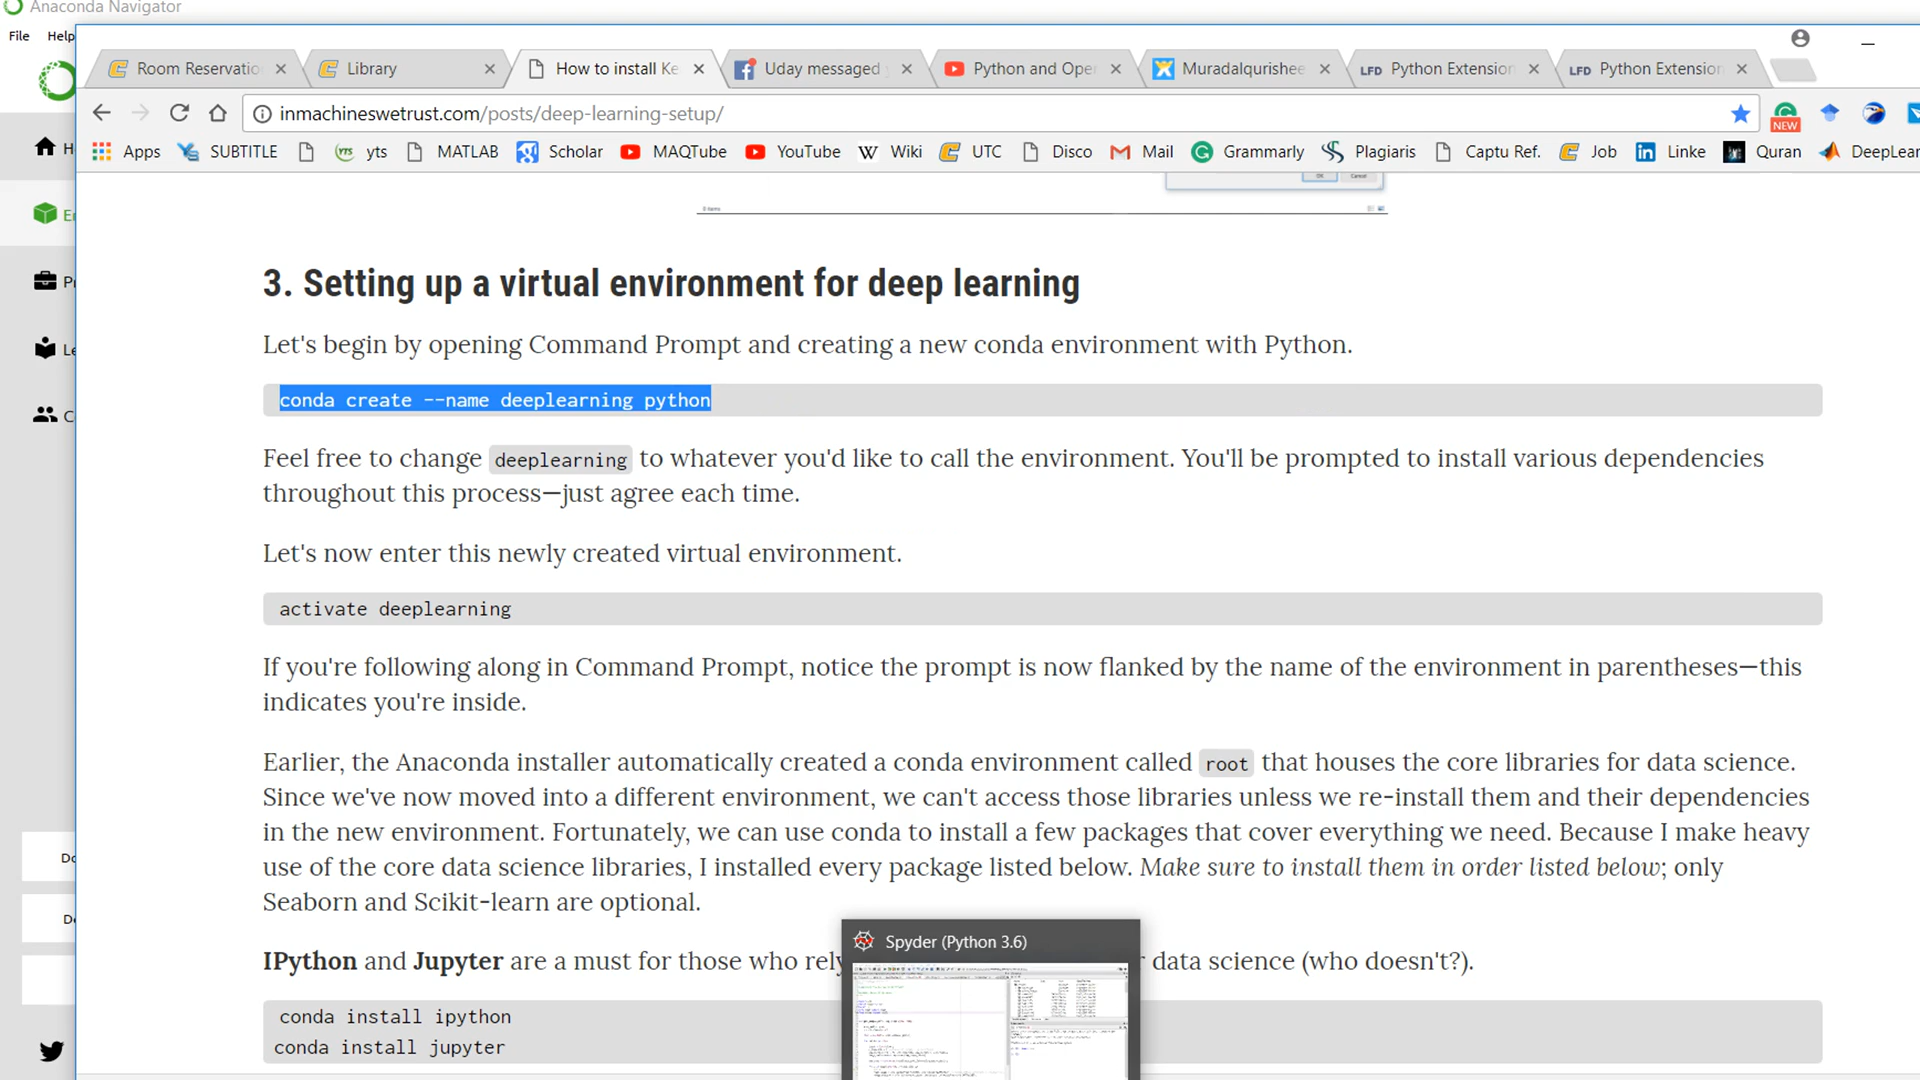 Anaconda Navigator
File Help
Room Reservatio
Library
How to install Ke
Uday messaged
Python and Ope
Muradalqurishee
LFD Python Extension
LFD Python Extension
inmachineswetrust.com/posts/deep-learning-setup/
NEW
Apps SUBTITLE yts MATLAB Scholar MAQTube YouTube Wiki UTC Disco Mail Grammarly Plagiaris Captu Ref. Job Linke Quran DeepLear
OK Cancel
3. Setting up a virtual environment for deep learning
Let's begin by opening Command Prompt and creating a new conda environment with Python.
conda create --name deeplearning python
Feel free to change deeplearning to whatever you'd like to call the environment. You'll be prompted to install various dependencies
throughout this process—just agree each time.
Let's now enter this newly created virtual environment.
activate deeplearning
If you're following along in Command Prompt, notice the prompt is now flanked by the name of the environment in parentheses—this
indicates you're inside.
Earlier, the Anaconda installer automatically created a conda environment called root that houses the core libraries for data science.
Since we've now moved into a different environment, we can't access those libraries unless we re-install them and their dependencies
in the new environment. Fortunately, we can use conda to install a few packages that cover everything we need. Because I make heavy
use of the core data science libraries, I installed every package listed below. Make sure to install them in order listed below; only
Seaborn and Scikit-learn are optional.
Spyder (Python 3.6)
IPython and Jupyter are a must for those who rely data science (who doesn't?).
conda install ipython
conda install jupyter